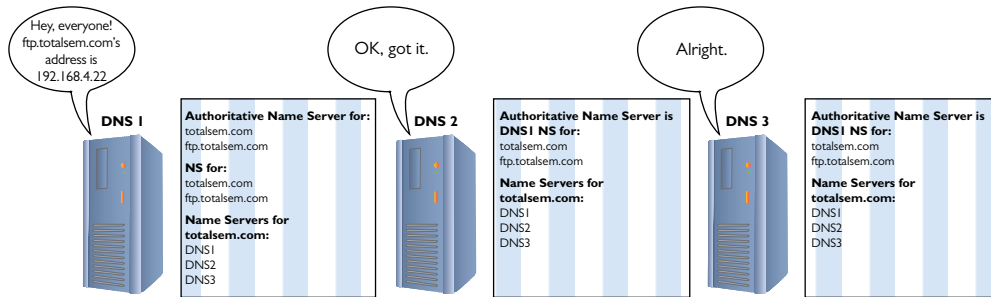 Hey, everyone!
ftp.totalsem.com's
address is
192.168.4.22
DNS 1
Authoritative Name Server for:
totalsem.com
ftp.totalsem.com
NS for:
totalsem.com
ftp.totalsem.com
Name Servers for
totalsem.com:
DNS1
DNS2
DNS3
OK, got it.
DNS 2
Authoritative Name Server is
DNS1 NS for:
totalsem.com
ftp.totalsem.com
Name Servers for
totalsem.com:
DNS1
DNS2
DNS3
Alright.
DNS 3
Authoritative Name Server is
DNS1 NS for:
totalsem.com
ftp.totalsem.com
Name Servers for
totalsem.com:
DNS1
DNS2
DNS3